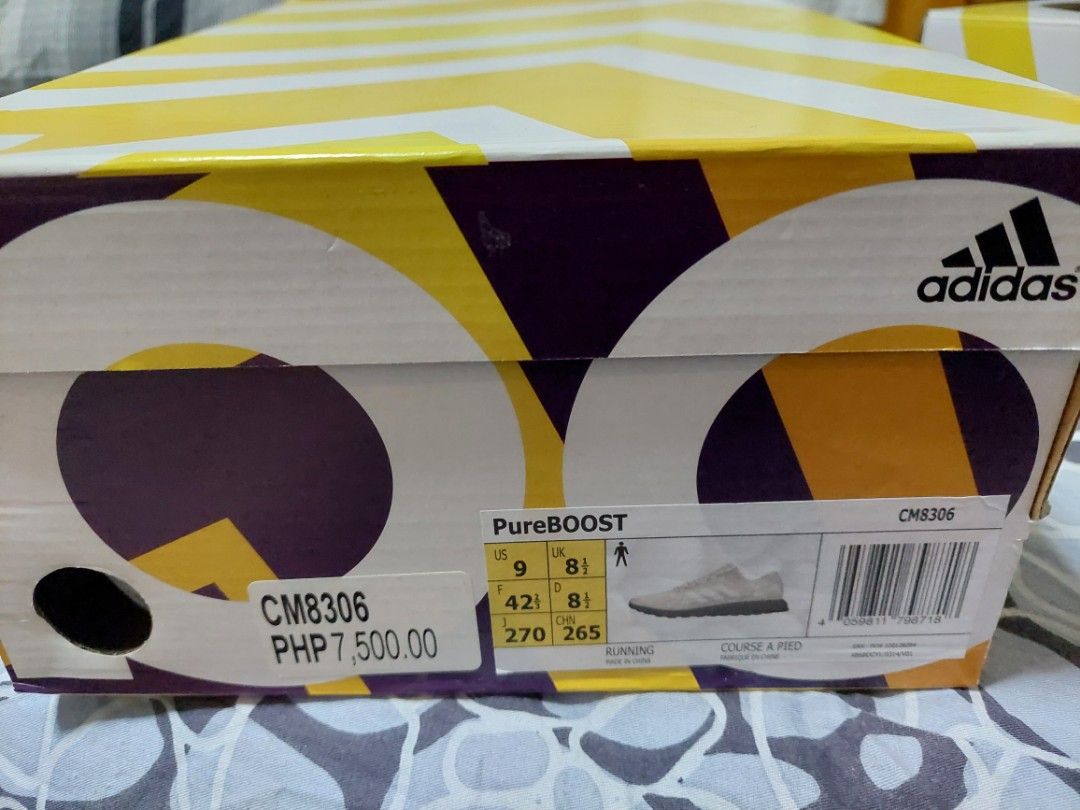 adidas
PureBOOST
CM8306
US 9 UK 8½
F 42⅔ D 8½
J 270 CHN 265
RUNNING
MADE IN CHINA
COURSE A PIED
FABRIQUE EN CHINE
4 059811 798718
CM8306
PHP7,500.00